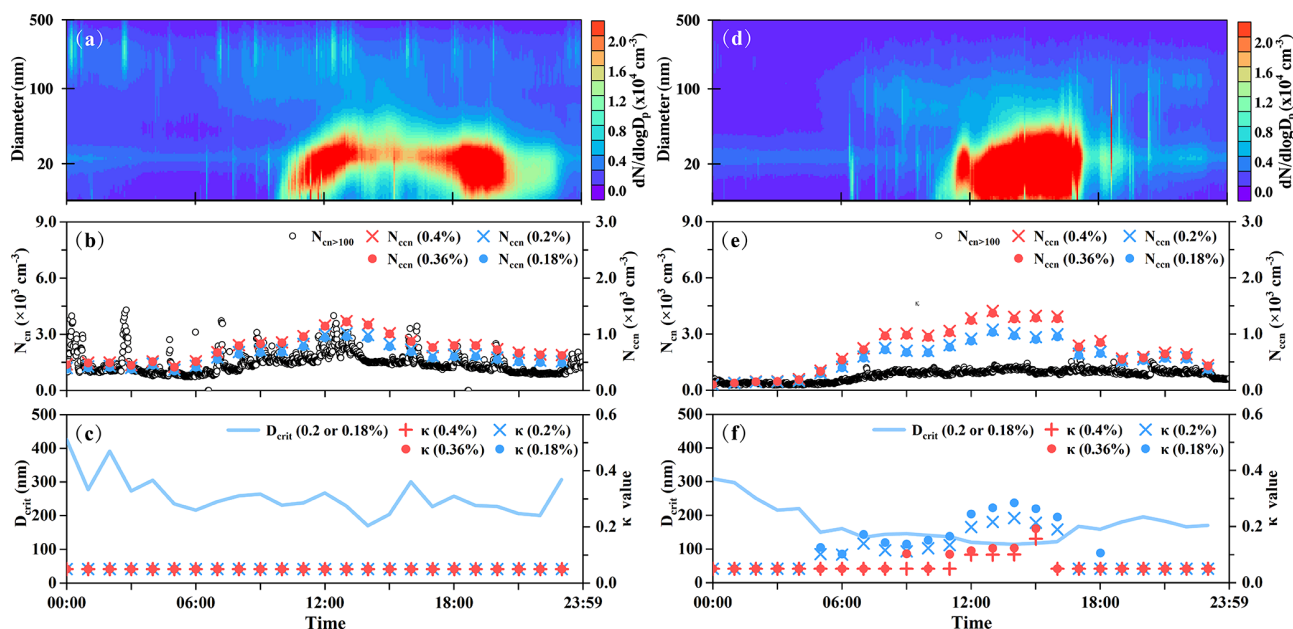 (a)
500
100
20
Diameter (nm)
2.0
1.6
1.2
0.8
0.4
0.0
dN/dlogDp(x10⁴ cm⁻³)
(d)
500
100
20
Diameter (nm)
2.0
1.6
1.2
0.8
0.4
0.0
dN/dlogDp(x10⁴ cm⁻³)
(b)
Ncn>100 Nccn (0.4%) Nccn (0.2%)
Nccn (0.36%) Nccn (0.18%)
9.0
6.0
3.0
0.0
Ncn (×10³ cm⁻³)
3.0
2.0
1.0
0.0
Nccn (×10³ cm⁻³)
(e)
Ncn>100 Nccn (0.4%) Nccn (0.2%)
Nccn (0.36%) Nccn (0.18%)
κ
9.0
6.0
3.0
0.0
Ncn (×10³ cm⁻³)
3.0
2.0
1.0
0.0
Nccn (×10³ cm⁻³)
(c)
Dcrit (0.2 or 0.18%) κ (0.4%) κ (0.2%)
κ (0.36%) κ (0.18%)
500
400
300
200
100
0
Dcrit (nm)
0.6
0.4
0.2
0.0
κ value
00:00 06:00 12:00 18:00 23:59
Time
(f)
Dcrit (0.2 or 0.18%) κ (0.4%) κ (0.2%)
κ (0.36%) κ (0.18%)
500
400
300
200
100
0
Dcrit (nm)
0.6
0.4
0.2
0.0
κ value
00:00 06:00 12:00 18:00 23:59
Time